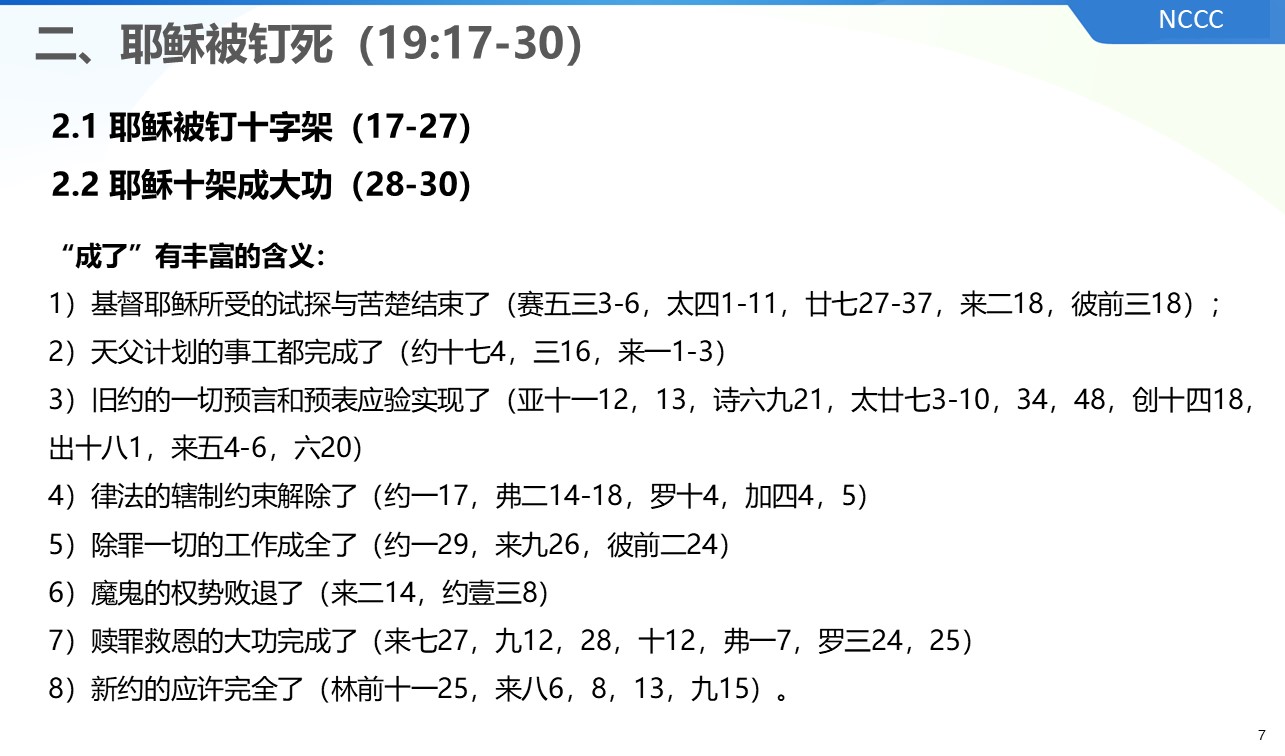 NCCC
二、耶稣被钉死（19:17-30）
2.1 耶稣被钉十字架（17-27）
2.2 耶稣十架成大功（28-30）
“成了”有丰富的含义：
1）基督耶稣所受的试探与苦楚结束了（赛五三3-6，太四1-11，廿七27-37，来二18，彼前三18）；
2）天父计划的事工都完成了（约十七4，三16，来一1-3）
3）旧约的一切预言和预表应验实现了（亚十一12，13，诗六九21，太廿七3-10，34，48，创十四18，
出十八1，来五4-6，六20）
4）律法的辖制约束解除了（约一17，弗二14-18，罗十4，加四4，5）
5）除罪一切的工作成全了（约一29，来九26，彼前二24）
6）魔鬼的权势败退了（来二14，约壹三8）
7）赎罪救恩的大功完成了（来七27，九12，28，十12，弗一7，罗三24，25）
8）新约的应许完全了（林前十一25，来八6，8，13，九15）。
7